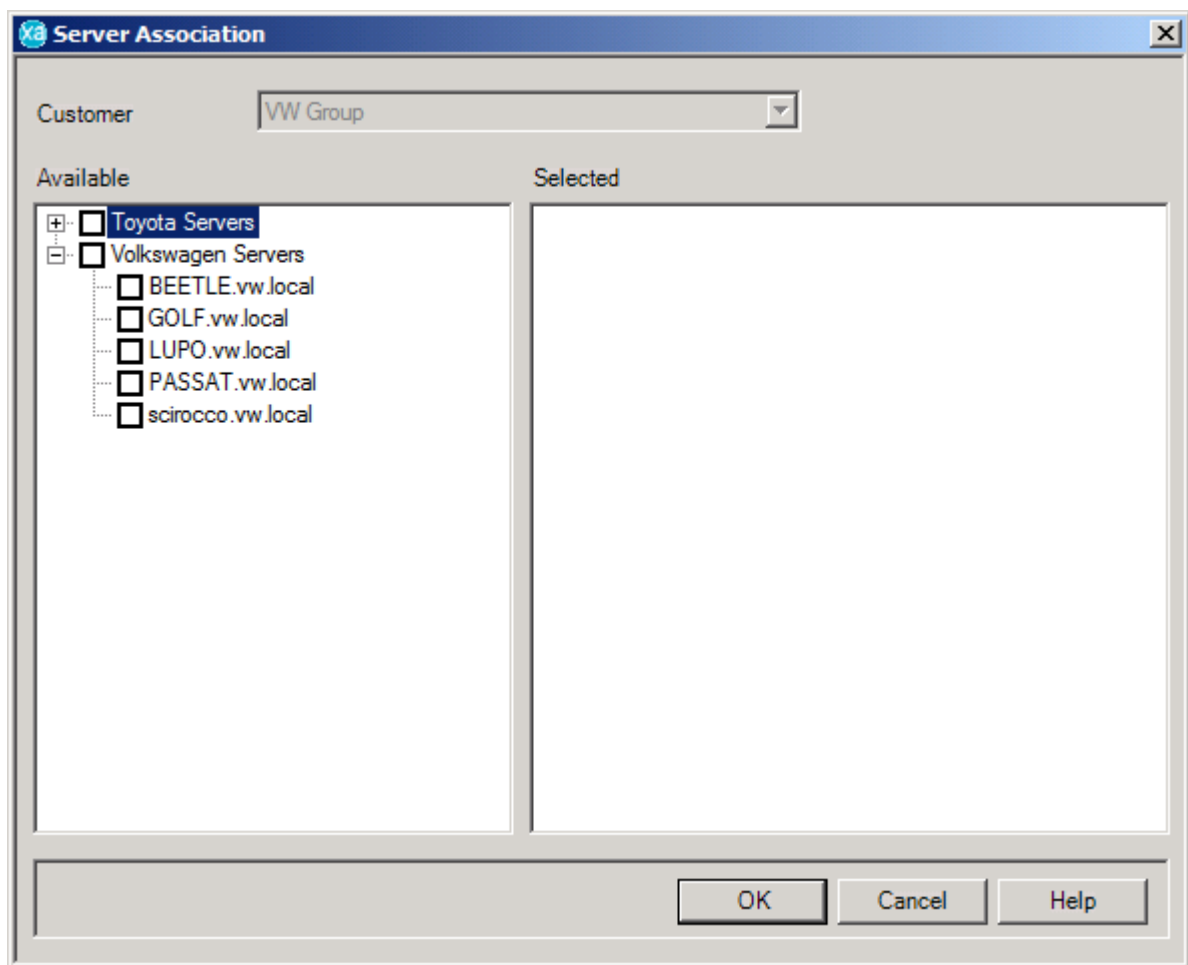 xa Server Association
Customer
VW Group
Available
Selected
Toyota Servers
Volkswagen Servers
BEETLE.vw.local
GOLF.vw.local
LUPO.vw.local
PASSAT.vw.local
scirocco.vw.local
OK
Cancel
Help